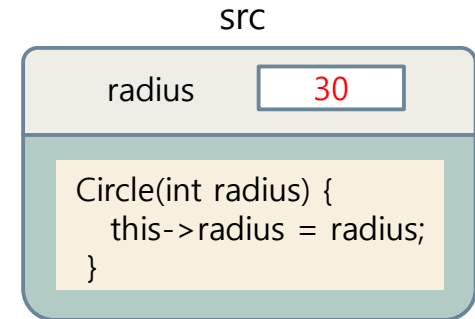 src
radius 30
Circle(int radius) {
this->radius = radius;
}